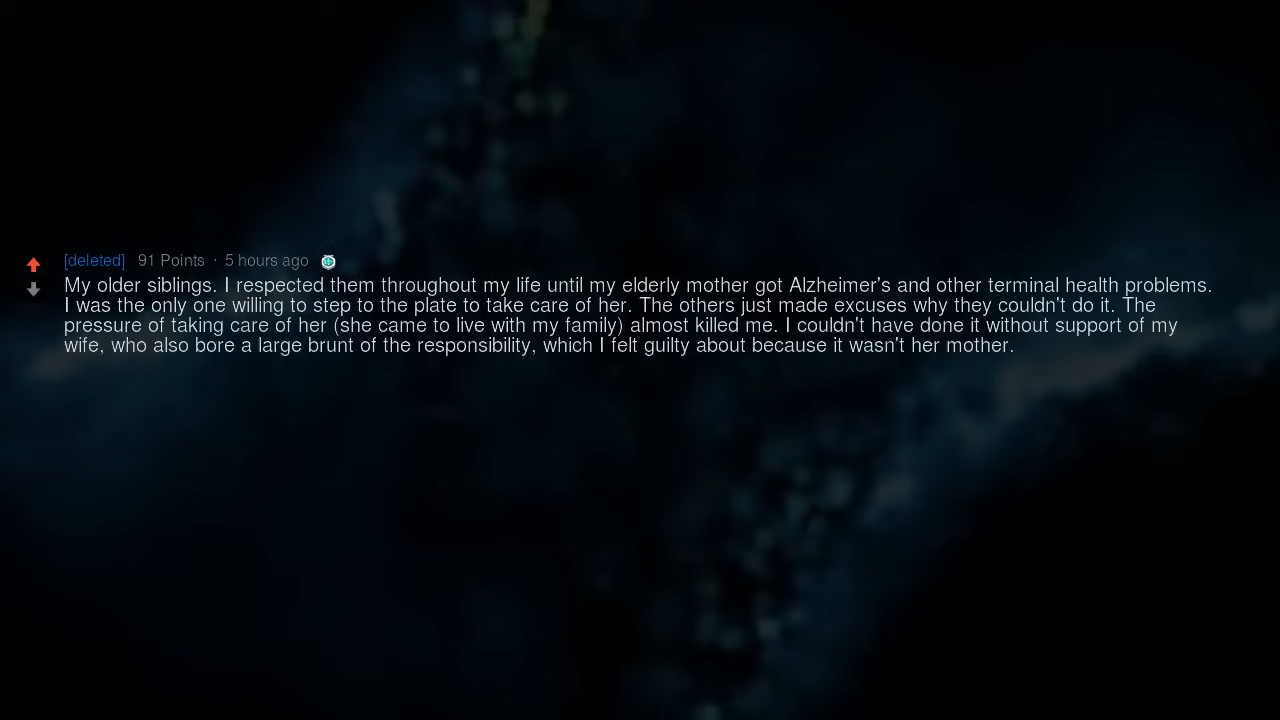 [deleted] 91 Points · 5 hours ago
My older siblings. I respected them throughout my life until my elderly mother got Alzheimer's and other terminal health problems.
I was the only one willing to step to the plate to take care of her. The others just made excuses why they couldn't do it. The
pressure of taking care of her (she came to live with my family) almost killed me. I couldn't have done it without support of my
wife, who also bore a large brunt of the responsibility, which I felt guilty about because it wasn't her mother.